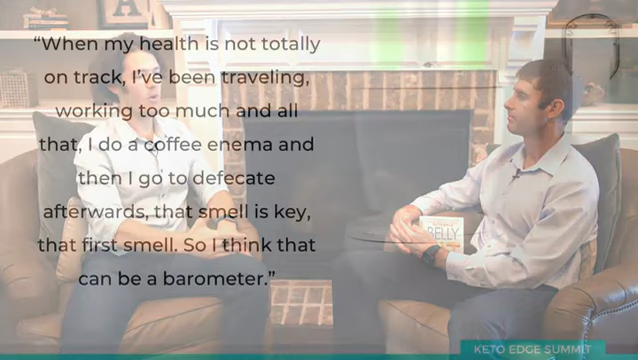 “When my health is not totally
on track, I’ve been traveling,
working too much and all
that, I do a coffee enema and
then I go to defecate
afterwards, that smell is key,
that first smell. So I think that
can be a barometer.”
BELLY
KETO EDGE SUMMIT